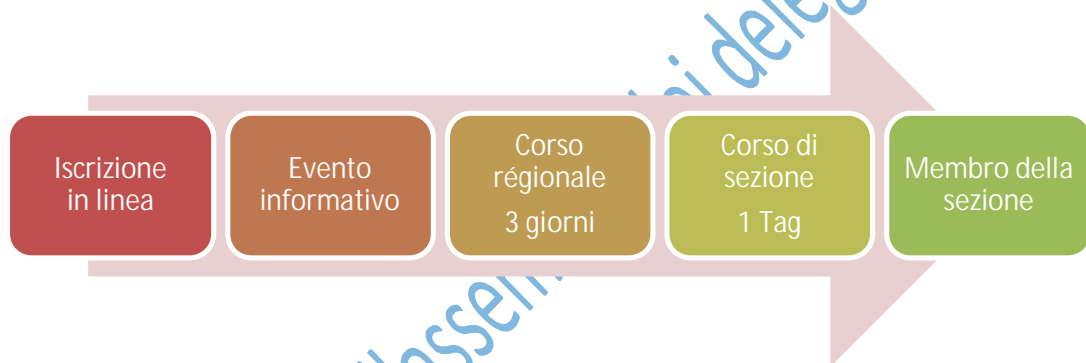 Iscrizione
in linea
Evento
informativo
Corso
régionale
3 giorni
Corso di
sezione
1 Tag
Membro della
sezione